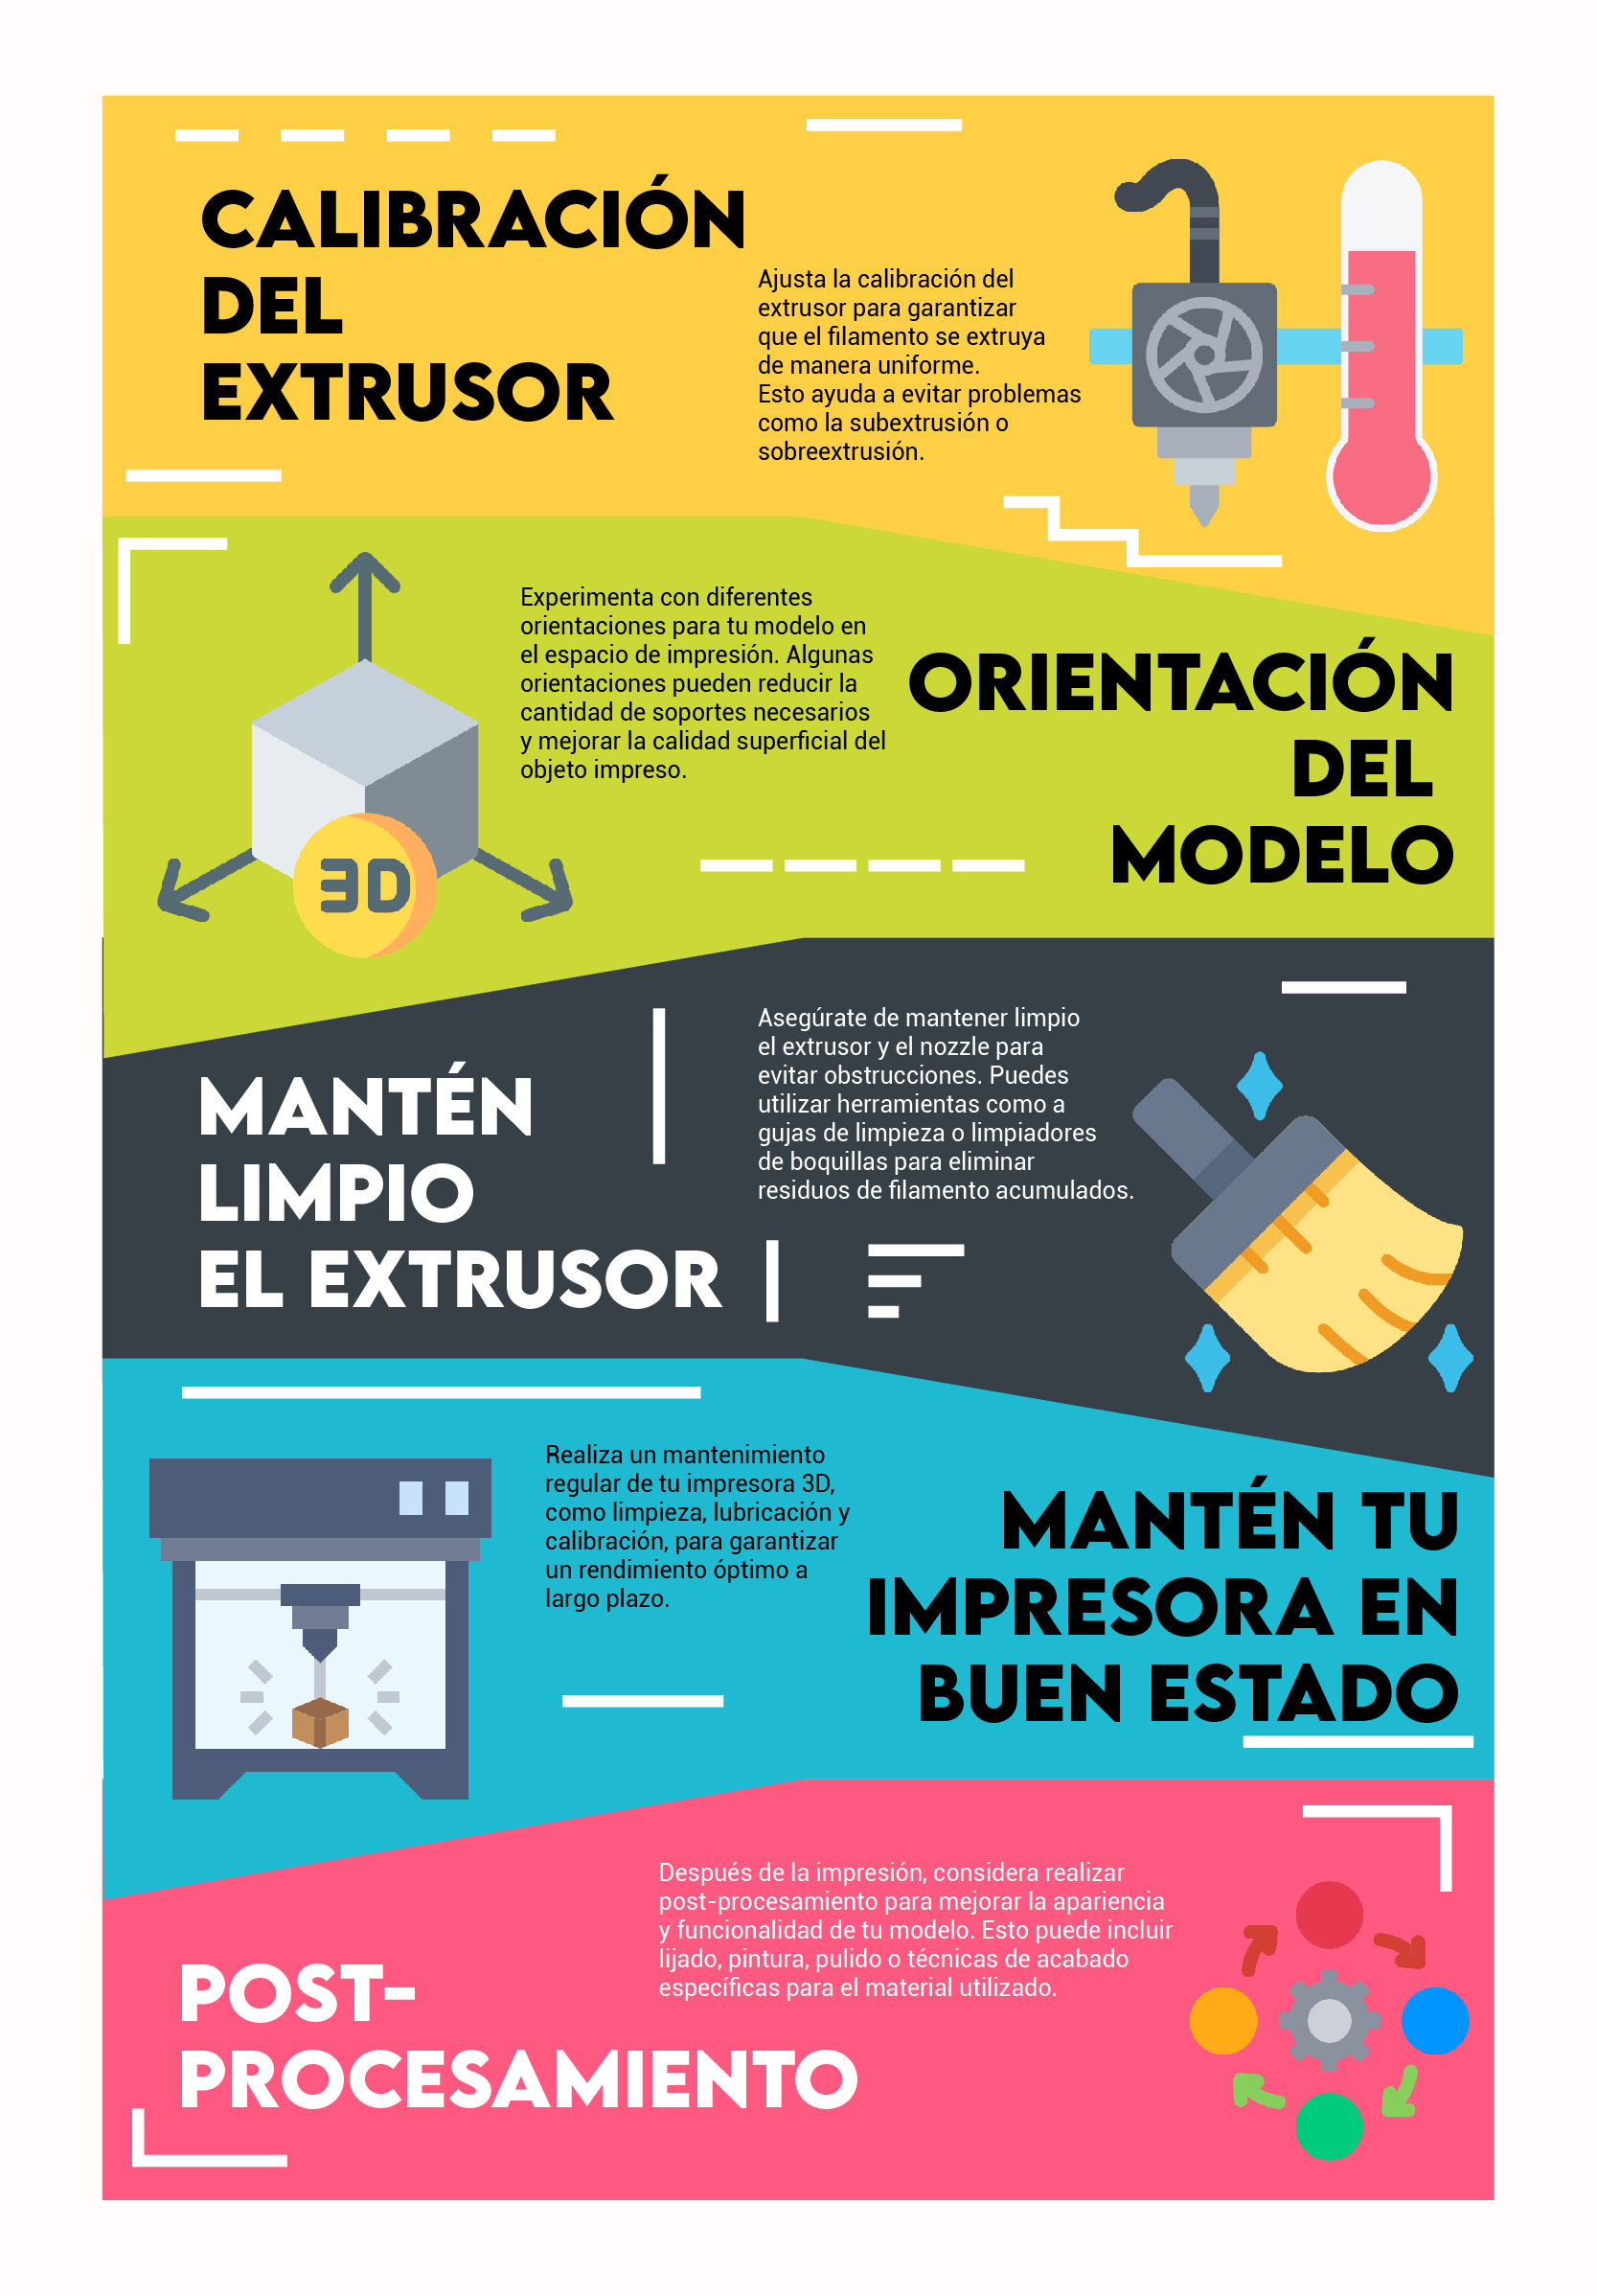 CALIBRACIÓN
DEL
EXTRUSOR
Ajusta la calibración del
extrusor para garantizar
que el filamento se extruya
de manera uniforme.
Esto ayuda a evitar problemas
como la subextrusión o
sobreextrusión.
Experimenta con diferentes
orientaciones para tu modelo en
el espacio de impresión. Algunas
orientaciones pueden reducir la
cantidad de soportes necesarios
y mejorar la calidad superficial del
objeto impreso.
ORIENTACIÓN
DEL
MODELO
3D
MANTÉN
LIMPIO
EL EXTRUSOR
Asegúrate de mantener limpio
el extrusor y el nozzle para
evitar obstrucciones. Puedes
utilizar herramientas como a
gujas de limpieza o limpiadores
de boquillas para eliminar
residuos de filamento acumulados.
Realiza un mantenimiento
regular de tu impresora 3D,
como limpieza, lubricación y
calibración, para garantizar
un rendimiento óptimo a
largo plazo.
MANTÉN TU
IMPRESORA EN
BUEN ESTADO
Después de la impresión, considera realizar
post-procesamiento para mejorar la apariencia
y funcionalidad de tu modelo. Esto puede incluir
lijado, pintura, pulido o técnicas de acabado
específicas para el material utilizado.
POST-
PROCESAMIENTO